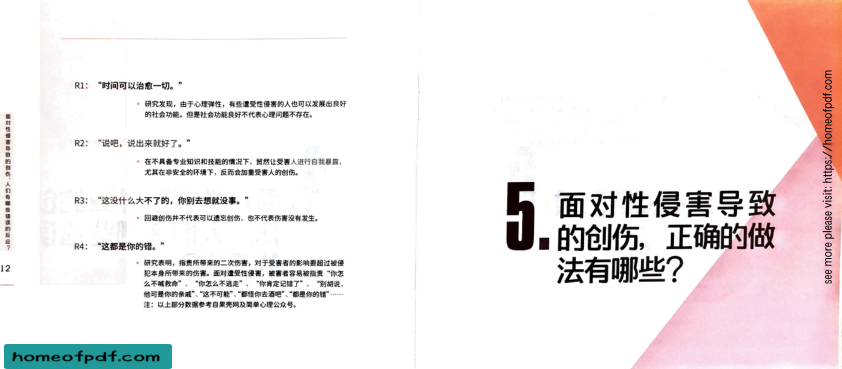 面对性侵害导致的创伤，人们有哪些错误的反应？
12
R1： “时间可以治愈一切。”
研究发现，由于心理弹性，有些遭受性侵害的人也可以发展出良好
的社会功能。但是社会功能良好不代表心理问题不存在。
R2： “说吧，说出来就好了。”
在不具备专业知识和技能的情况下，贸然让受害人进行自我暴露，
尤其在非安全的环境下，反而会加重受害人的创伤。
R3： “这没什么大不了的，你别去想就没事。”
回避创伤并不代表可以遗忘创伤，也不代表伤害没有发生。
R4： “这都是你的错。”
研究表明，指责所带来的二次伤害，对于受害者的影响要超过被侵
犯本身所带来的伤害。面对遭受性侵害，被害者容易被指责“你怎
么不喊救命”、“你怎么不逃走”、“你肯定记错了”、“别胡说，
他可是你的亲戚”、“这不可能”、“都怪你去酒吧”、“都是你的错”……
注：以上部分数据参考自果壳网及简单心理公众号。
5.
面对性侵害导致
的创伤，正确的做
法有哪些？
see more please visit: https://homeofpdf.com
homeofpdf.com